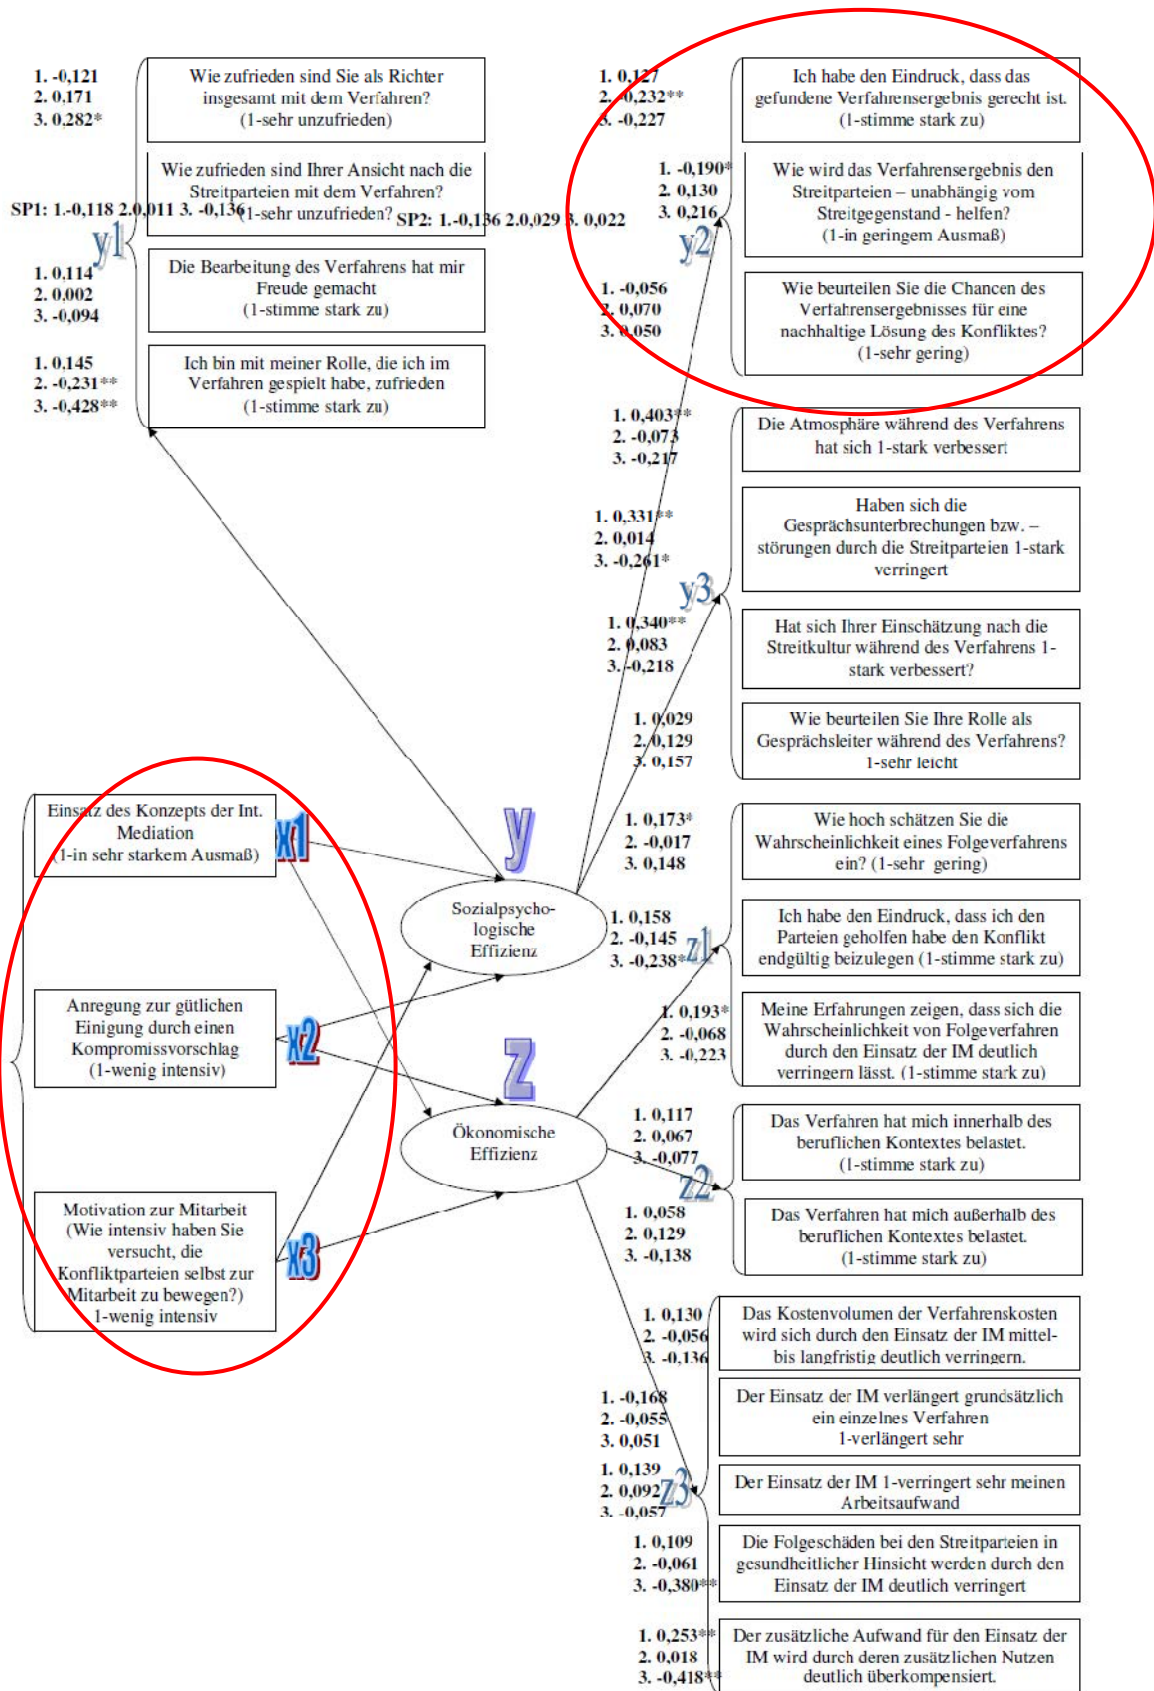 1. -0,121
2. 0,171
3. 0,282*
Wie zufrieden sind Sie als Richter
insgesamt mit dem Verfahren?
(1-sehr unzufrieden)
Wie zufrieden sind Ihrer Ansicht nach die
Streitparteien mit dem Verfahren?
(1-sehr unzufrieden?
SP1: 1.-0,118 2.0,011 3. -0,136
SP2: 1.-0,136 2.0,029 3. 0,022
y1
1. 0,114
2. 0,002
3. -0,094
Die Bearbeitung des Verfahrens hat mir
Freude gemacht
(1-stimme stark zu)
1. 0,145
2. -0,231**
3. -0,428**
Ich bin mit meiner Rolle, die ich im
Verfahren gespielt habe, zufrieden
(1-stimme stark zu)
1. 0,127
2. -0,232**
3. -0,227
Ich habe den Eindruck, dass das
gefundene Verfahrensergebnis gerecht ist.
(1-stimme stark zu)
1. -0,190*
2. 0,130
3. 0,216
Wie wird das Verfahrensergebnis den
Streitparteien – unabhängig vom
Streitgegenstand - helfen?
(1-in geringem Ausmaß)
y2
1. -0,056
2. 0,070
3. 0,050
Wie beurteilen Sie die Chancen des
Verfahrensergebnisses für eine
nachhaltige Lösung des Konfliktes?
(1-sehr gering)
1. 0,403**
2. -0,073
3. -0,217
Die Atmosphäre während des Verfahrens
hat sich 1-stark verbessert
1. 0,331**
2. 0,014
3. -0,261*
Haben sich die
Gesprächsunterbrechungen bzw. –
störungen durch die Streitparteien 1-stark
verringert
y3
1. 0,340**
2. 0,083
3. -0,218
Hat sich Ihrer Einschätzung nach die
Streitkultur während des Verfahrens 1-
stark verbessert?
1. 0,029
2. 0,129
3. 0,157
Wie beurteilen Sie Ihre Rolle als
Gesprächsleiter während des Verfahrens?
1-sehr leicht
Einsatz des Konzepts der Int.
Mediation
(1-in sehr starkem Ausmaß)
x1
Anregung zur gütlichen
Einigung durch einen
Kompromissvorschlag
(1-wenig intensiv)
x2
Motivation zur Mitarbeit
(Wie intensiv haben Sie
versucht, die
Konfliktparteien selbst zur
Mitarbeit zu bewegen?)
1-wenig intensiv
x3
y
Sozialpsycho-
logische
Effizienz
z
Ökonomische
Effizienz
1. 0,173*
2. -0,017
3. 0,148
Wie hoch schätzen Sie die
Wahrscheinlichkeit eines Folgeverfahrens
ein? (1-sehr gering)
1. 0,158
2. -0,145
3. -0,238*
z1
Ich habe den Eindruck, dass ich den
Parteien geholfen habe den Konflikt
endgültig beizulegen (1-stimme stark zu)
1. 0,193*
2. -0,068
3. -0,223
Meine Erfahrungen zeigen, dass sich die
Wahrscheinlichkeit von Folgeverfahren
durch den Einsatz der IM deutlich
verringern lässt. (1-stimme stark zu)
1. 0,117
2. 0,067
3. -0,077
Das Verfahren hat mich innerhalb des
beruflichen Kontextes belastet.
(1-stimme stark zu)
z2
1. 0,058
2. 0,129
3. -0,138
Das Verfahren hat mich außerhalb des
beruflichen Kontextes belastet.
(1-stimme stark zu)
1. 0,130
2. -0,056
3. -0,136
Das Kostenvolumen der Verfahrenskosten
wird sich durch den Einsatz der IM mittel-
bis langfristig deutlich verringern.
1. -0,168
2. -0,055
3. 0,051
Der Einsatz der IM verlängert grundsätzlich
ein einzelnes Verfahren
1-verlängert sehr
1. 0,139
2. 0,092
3. -0,057
z3
Der Einsatz der IM 1-verringert sehr meinen
Arbeitsaufwand
1. 0,109
2. -0,061
3. -0,380**
Die Folgeschäden bei den Streitparteien in
gesundheitlicher Hinsicht werden durch den
Einsatz der IM deutlich verringert
1. 0,253**
2. 0,018
3. -0,418**
Der zusätzliche Aufwand für den Einsatz der
IM wird durch deren zusätzlichen Nutzen
deutlich überkompensiert.